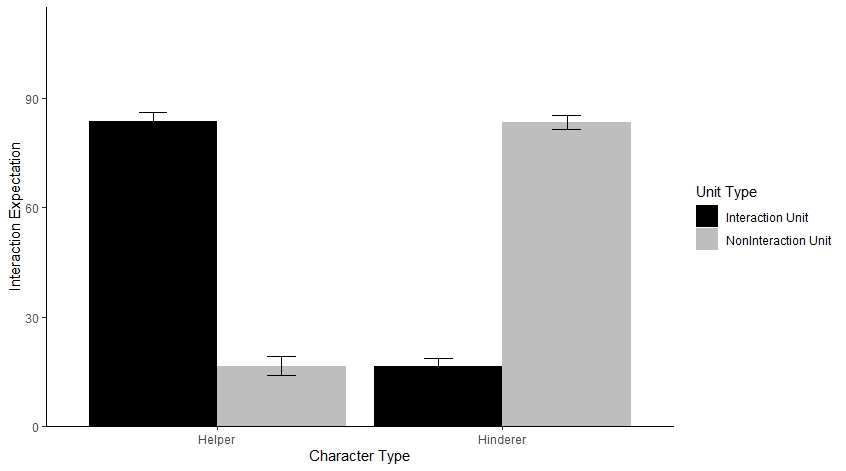 Interaction Expectation
90
60
30
0
Helper
Hinderer
Character Type
Unit Type
Interaction Unit
NonInteraction Unit